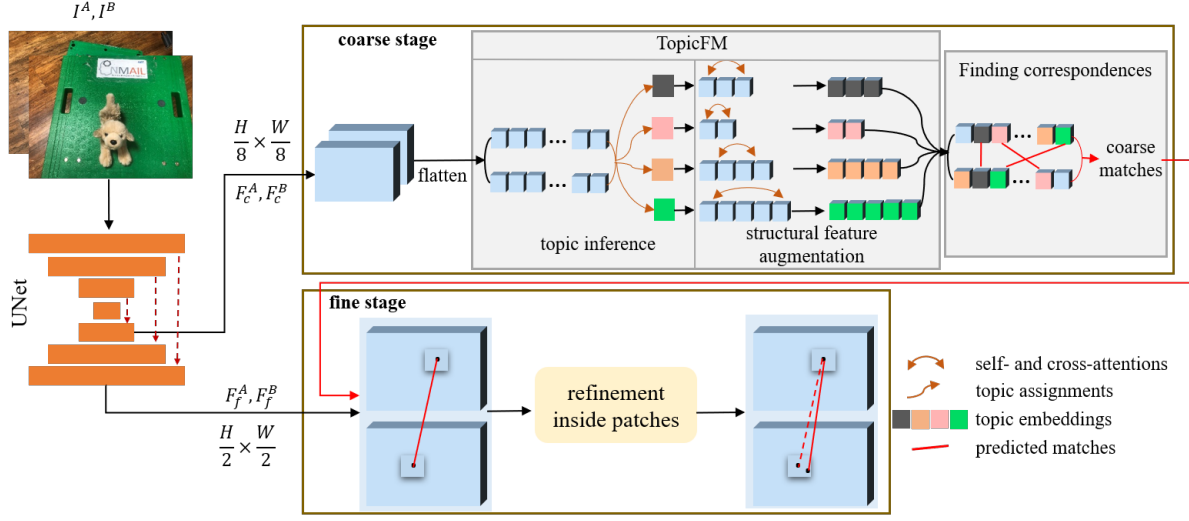 I^A, I^B
ONMAIL
UNet
H/8 × W/8
F_c^A, F_c^B
coarse stage
flatten
TopicFM
topic inference
structural feature
augmentation
Finding correspondences
coarse
matches
F_f^A, F_f^B
H/2 × W/2
fine stage
refinement
inside patches
self- and cross-attentions
topic assignments
topic embeddings
predicted matches